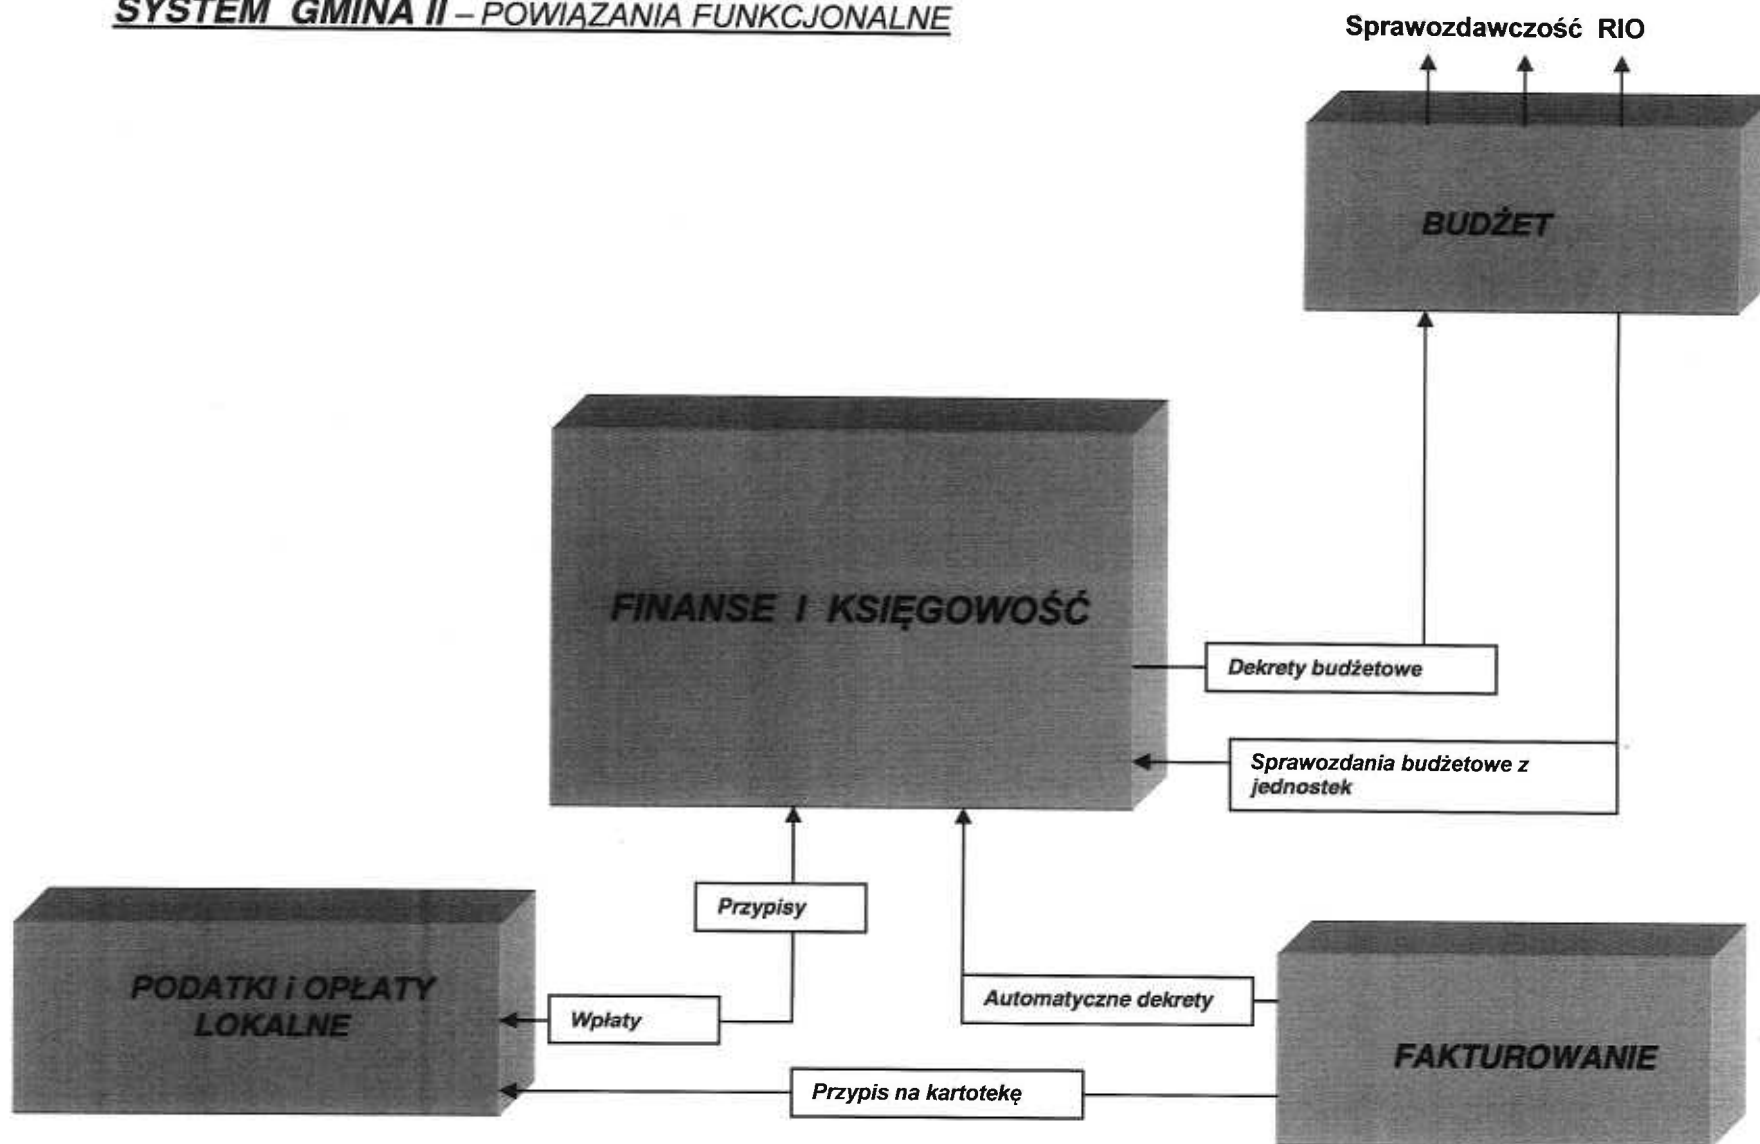 SYSTEM GMINA II – POWIĄZANIA FUNKCJONALNE
Sprawozdawczość RIO
BUDŻET
FINANSE I KSIĘGOWOŚĆ
Dekrety budżetowe
Sprawozdania budżetowe z
jednostek
Przypisy
PODATKI i OPŁATY
LOKALNE
Wpłaty
Automatyczne dekrety
FAKTUROWANIE
Przypis na kartotekę